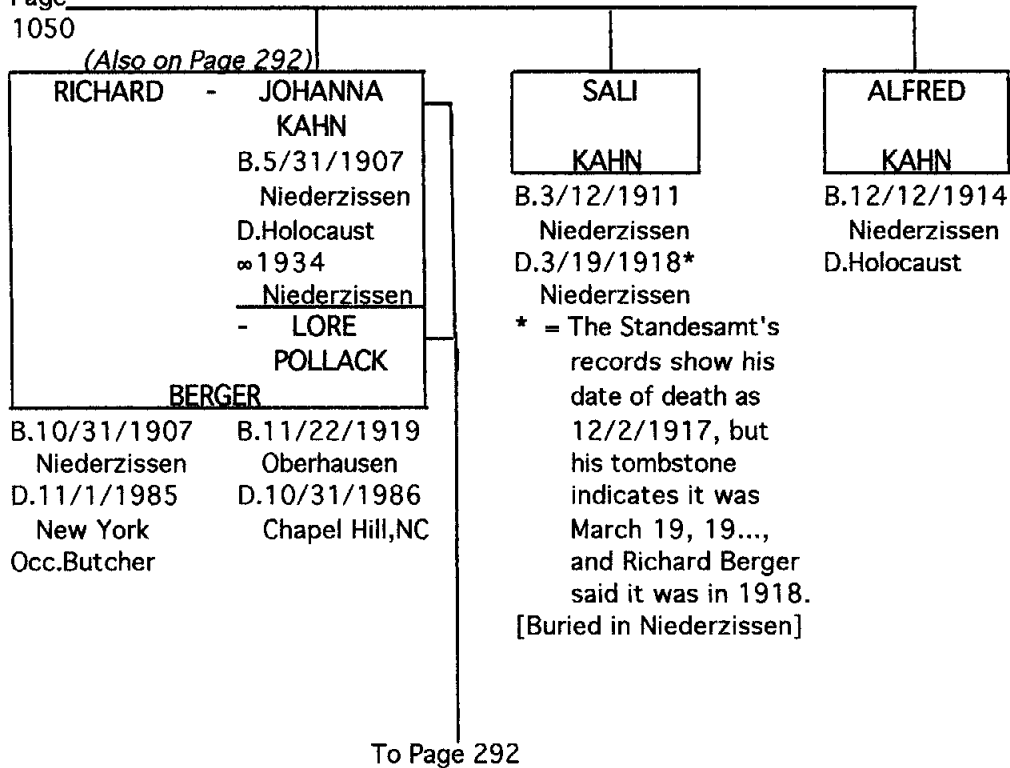 Page
1050
(Also on Page 292)
RICHARD - JOHANNA
KAHN
B.5/31/1907
Niederzissen
D.Holocaust
∞1934
Niederzissen
- LORE
POLLACK
BERGER
B.10/31/1907
Niederzissen
D.11/1/1985
New York
Occ.Butcher
B.11/22/1919
Oberhausen
D.10/31/1986
Chapel Hill,NC
SALI
KAHN
B.3/12/1911
Niederzissen
D.3/19/1918*
Niederzissen
* = The Standesamt's
records show his
date of death as
12/2/1917, but
his tombstone
indicates it was
March 19, 19...,
and Richard Berger
said it was in 1918.
[Buried in Niederzissen]
ALFRED
KAHN
B.12/12/1914
Niederzissen
D.Holocaust
To Page 292